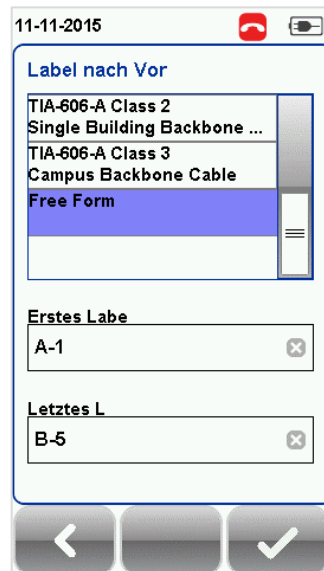 11-11-2015
Label nach Vor
TIA-606-A Class 2
Single Building Backbone ...
TIA-606-A Class 3
Campus Backbone Cable
Free Form
Erstes Labe
A-1
Letztes L
B-5